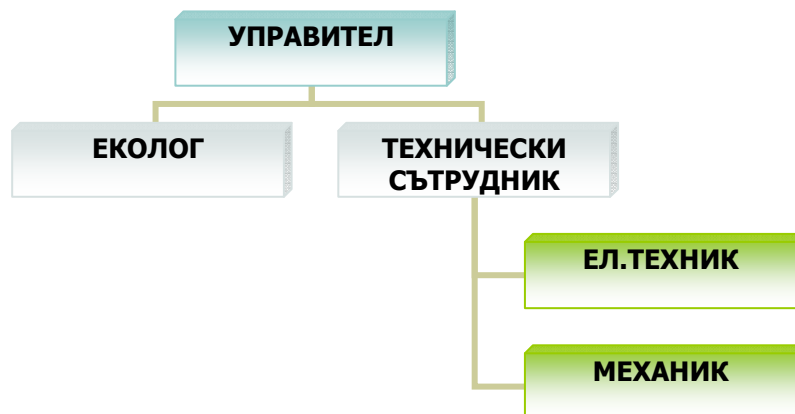 УПРАВИТЕЛ
ЕКОЛОГ
ТЕХНИЧЕСКИ
СЪТРУДНИК
ЕЛ.ТЕХНИК
МЕХАНИК